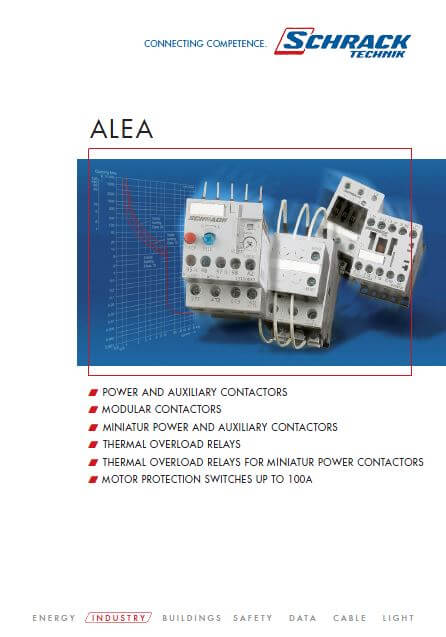 CONNECTING COMPETENCE.
SCHRACK
TECHNIK
ALEA
SCHRACK
POWER AND AUXILIARY CONTACTORS
MODULAR CONTACTORS
MINIATUR POWER AND AUXILIARY CONTACTORS
THERMAL OVERLOAD RELAYS
THERMAL OVERLOAD RELAYS FOR MINIATUR POWER CONTACTORS
MOTOR PROTECTION SWITCHES UP TO 100A
ENERGY INDUSTRY BUILDINGS SAFETY DATA CABLE LIGHT